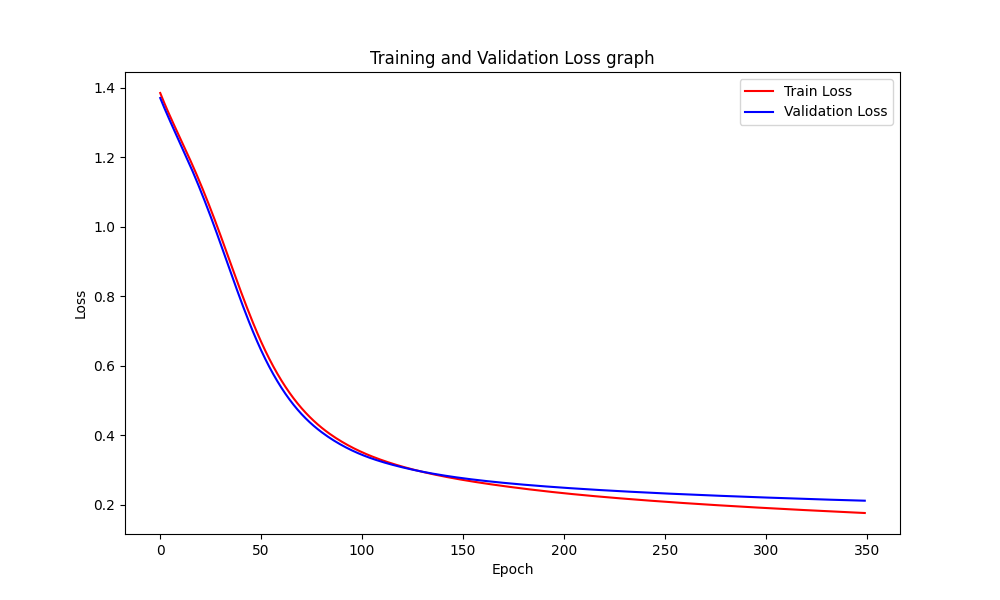 Training and Validation Loss graph
Train Loss
Validation Loss
1.4
1.2
1.0
0.8
0.6
0.4
0.2
Loss
0 50 100 150 200 250 300 350
Epoch